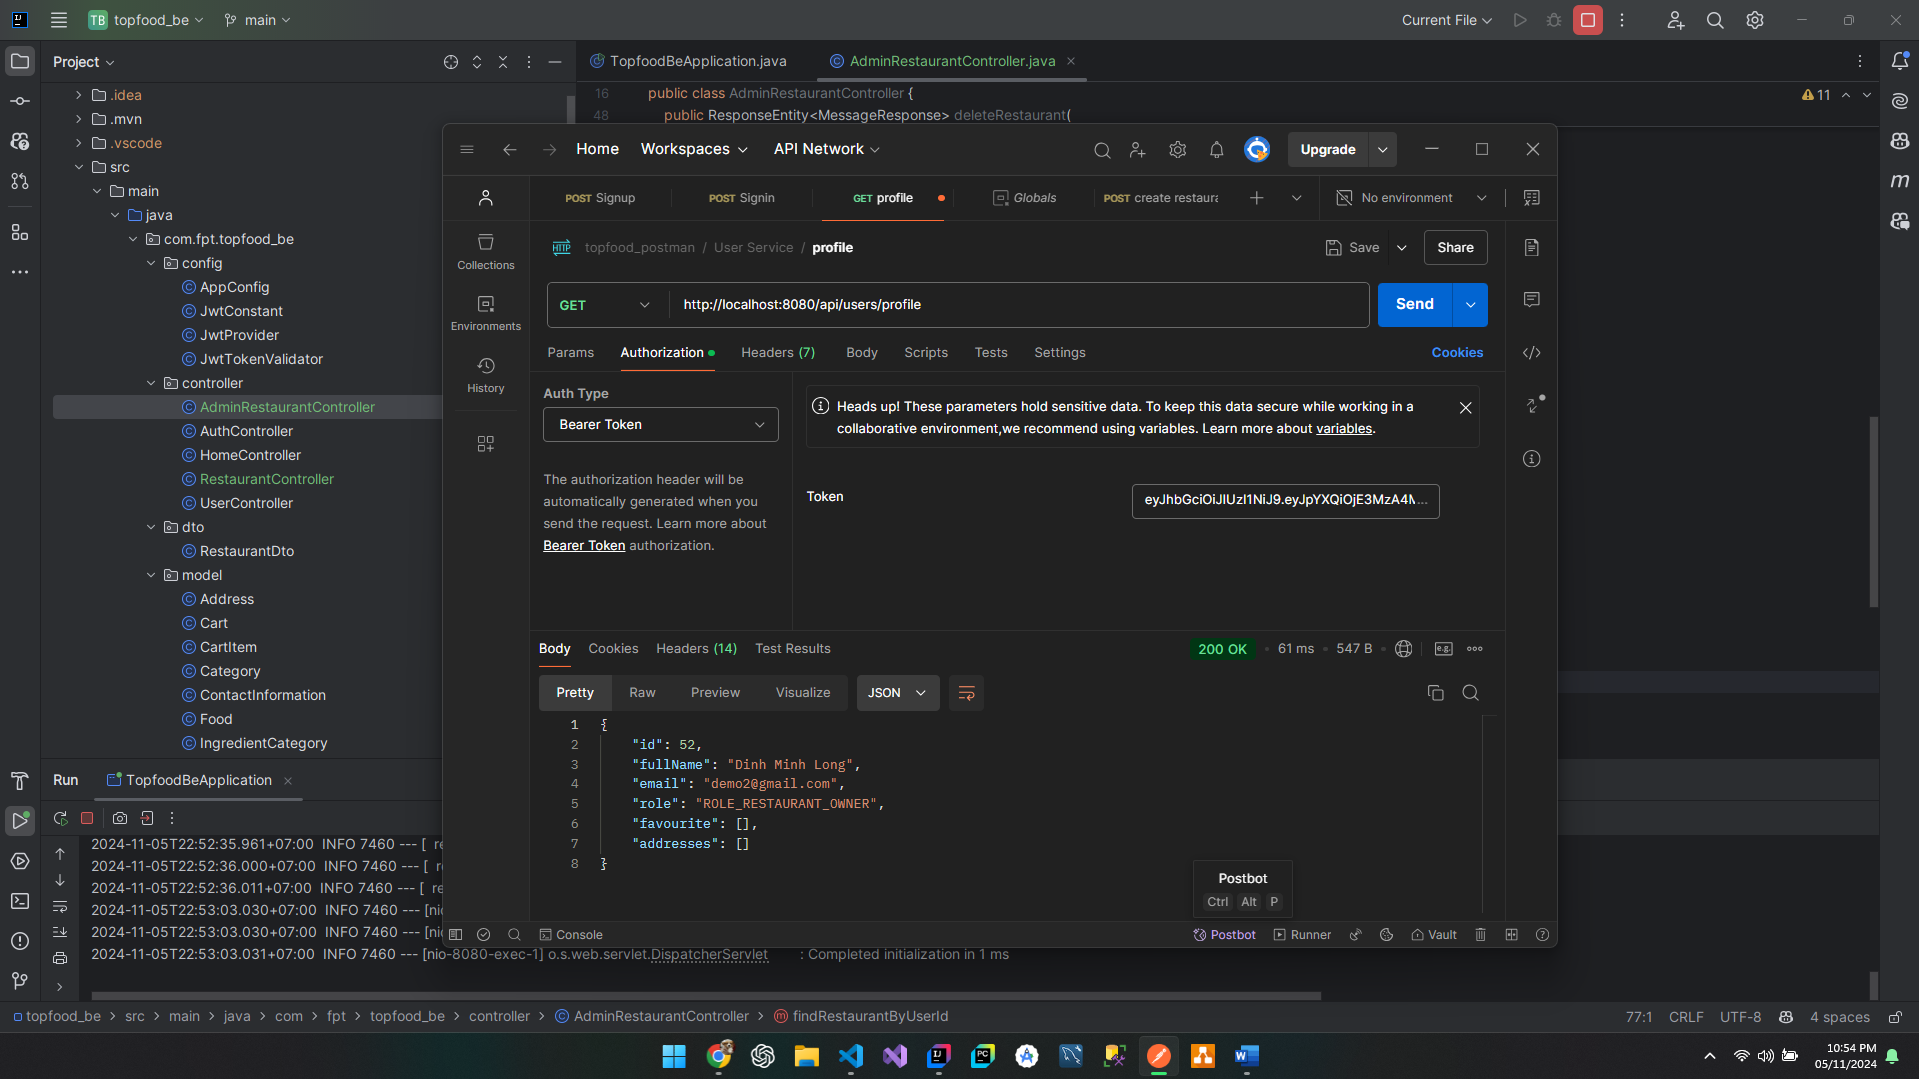 TB topfood_be main
Current File
Project
.idea
.mvn
.vscode
src
main
java
com.fpt.topfood_be
config
AppConfig
JwtConstant
JwtProvider
JwtTokenValidator
controller
AdminRestaurantController
AuthController
HomeController
RestaurantController
UserController
dto
RestaurantDto
model
Address
Cart
CartItem
Category
ContactInformation
Food
IngredientCategory
TopfoodBeApplication.java AdminRestaurantController.java
16 public class AdminRestaurantController {
48 public ResponseEntity<MessageResponse> deleteRestaurant(
11
Home Workspaces API Network
Upgrade
POST Signup POST Signin GET profile Globals POST create restaura
No environment
Collections
Environments
History
HTTP topfood_postman / User Service / profile
Save Share
GET http://localhost:8080/api/users/profile
Send
Params Authorization Headers (7) Body Scripts Tests Settings
Cookies
Auth Type
Bearer Token
The authorization header will be
automatically generated when you
send the request. Learn more about
Bearer Token authorization.
Heads up! These parameters hold sensitive data. To keep this data secure while working in a
collaborative environment,we recommend using variables. Learn more about variables.
Token
eyJhbGciOiJIUzI1NiJ9.eyJpYXQiOjE3MzA4M...
Body Cookies Headers (14) Test Results
200 OK 61 ms 547 B
e.g.
Pretty Raw Preview Visualize JSON
1 {
2 "id": 52,
3 "fullName": "Dinh Minh Long",
4 "email": "demo2@gmail.com",
5 "role": "ROLE_RESTAURANT_OWNER",
6 "favourite": [],
7 "addresses": []
8 }
Postbot
Ctrl Alt P
Console
Postbot Runner Vault
Run TopfoodBeApplication
2024-11-05T22:52:35.961+07:00 INFO 7460 --- [ re
2024-11-05T22:52:36.000+07:00 INFO 7460 --- [ re
2024-11-05T22:52:36.011+07:00 INFO 7460 --- [ re
2024-11-05T22:53:03.030+07:00 INFO 7460 --- [nio
2024-11-05T22:53:03.030+07:00 INFO 7460 --- [nio
2024-11-05T22:53:03.031+07:00 INFO 7460 --- [nio-8080-exec-1] o.s.web.servlet.DispatcherServlet : Completed initialization in 1 ms
topfood_be > src > main > java > com > fpt > topfood_be > controller > AdminRestaurantController > findRestaurantByUserId
77:1 CRLF UTF-8 4 spaces
10:54 PM
05/11/2024